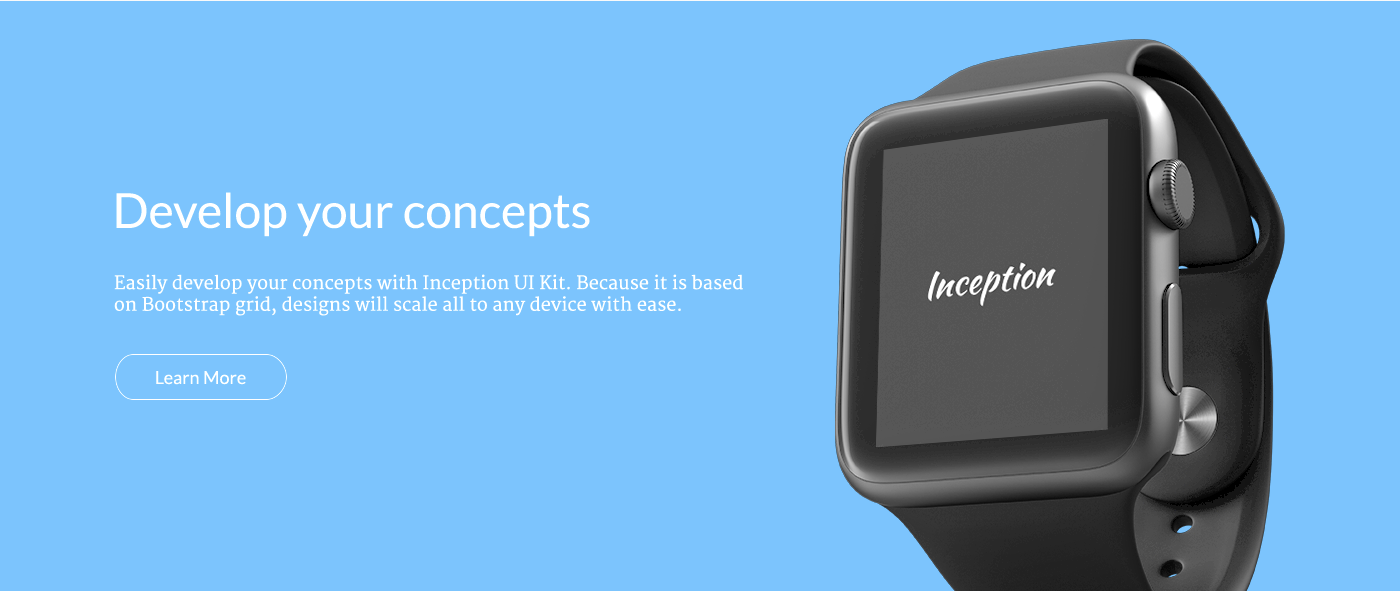 Develop your concepts
Easily develop your concepts with Inception UI Kit. Because it is based
on Bootstrap grid, designs will scale all to any device with ease.
Learn More
Inception